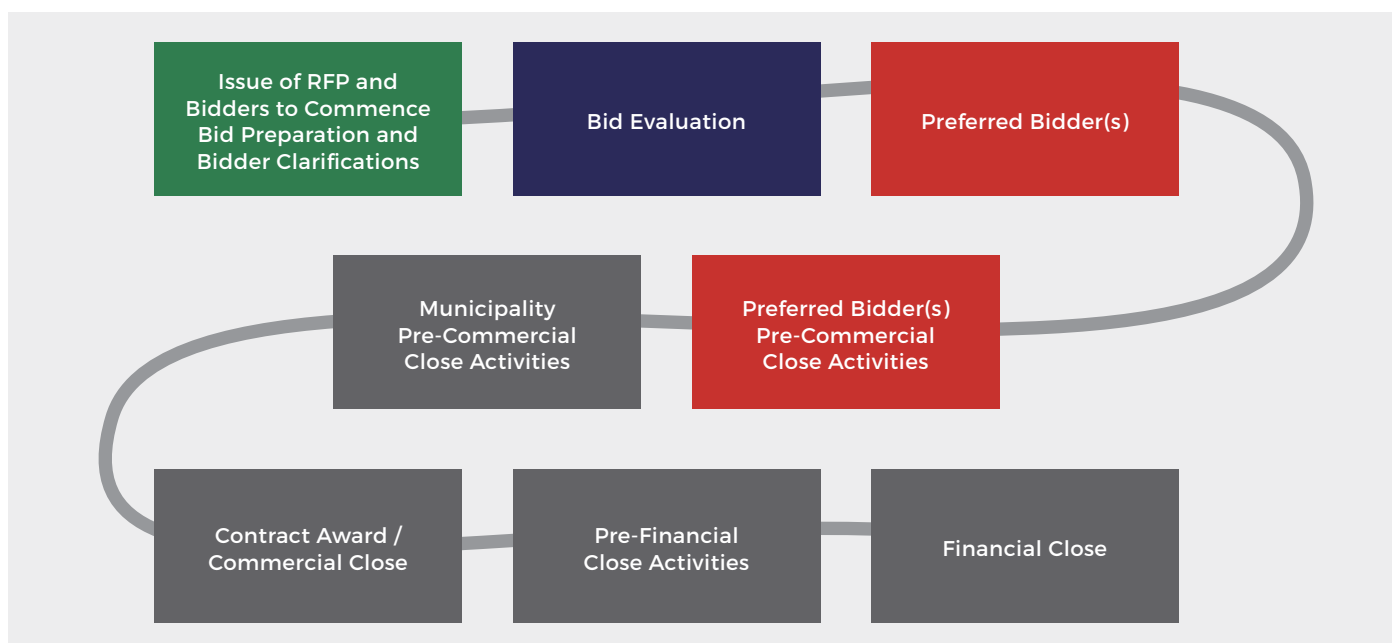 Issue of RFP and
Bidders to Commence
Bid Preparation and
Bidder Clarifications
Bid Evaluation
Preferred Bidder(s)
Preferred Bidder(s)
Pre-Commercial
Close Activities
Municipality
Pre-Commercial
Close Activities
Contract Award /
Commercial Close
Pre-Financial
Close Activities
Financial Close